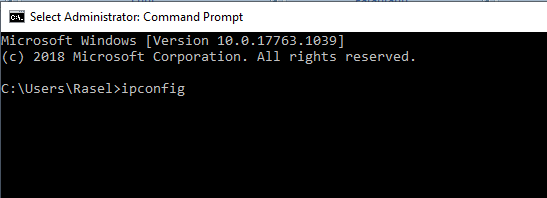 Select Administrator: Command Prompt
Microsoft Windows [Version 10.0.17763.1039]
(c) 2018 Microsoft Corporation. All rights reserved.
C:\Users\Rasel>ipconfig